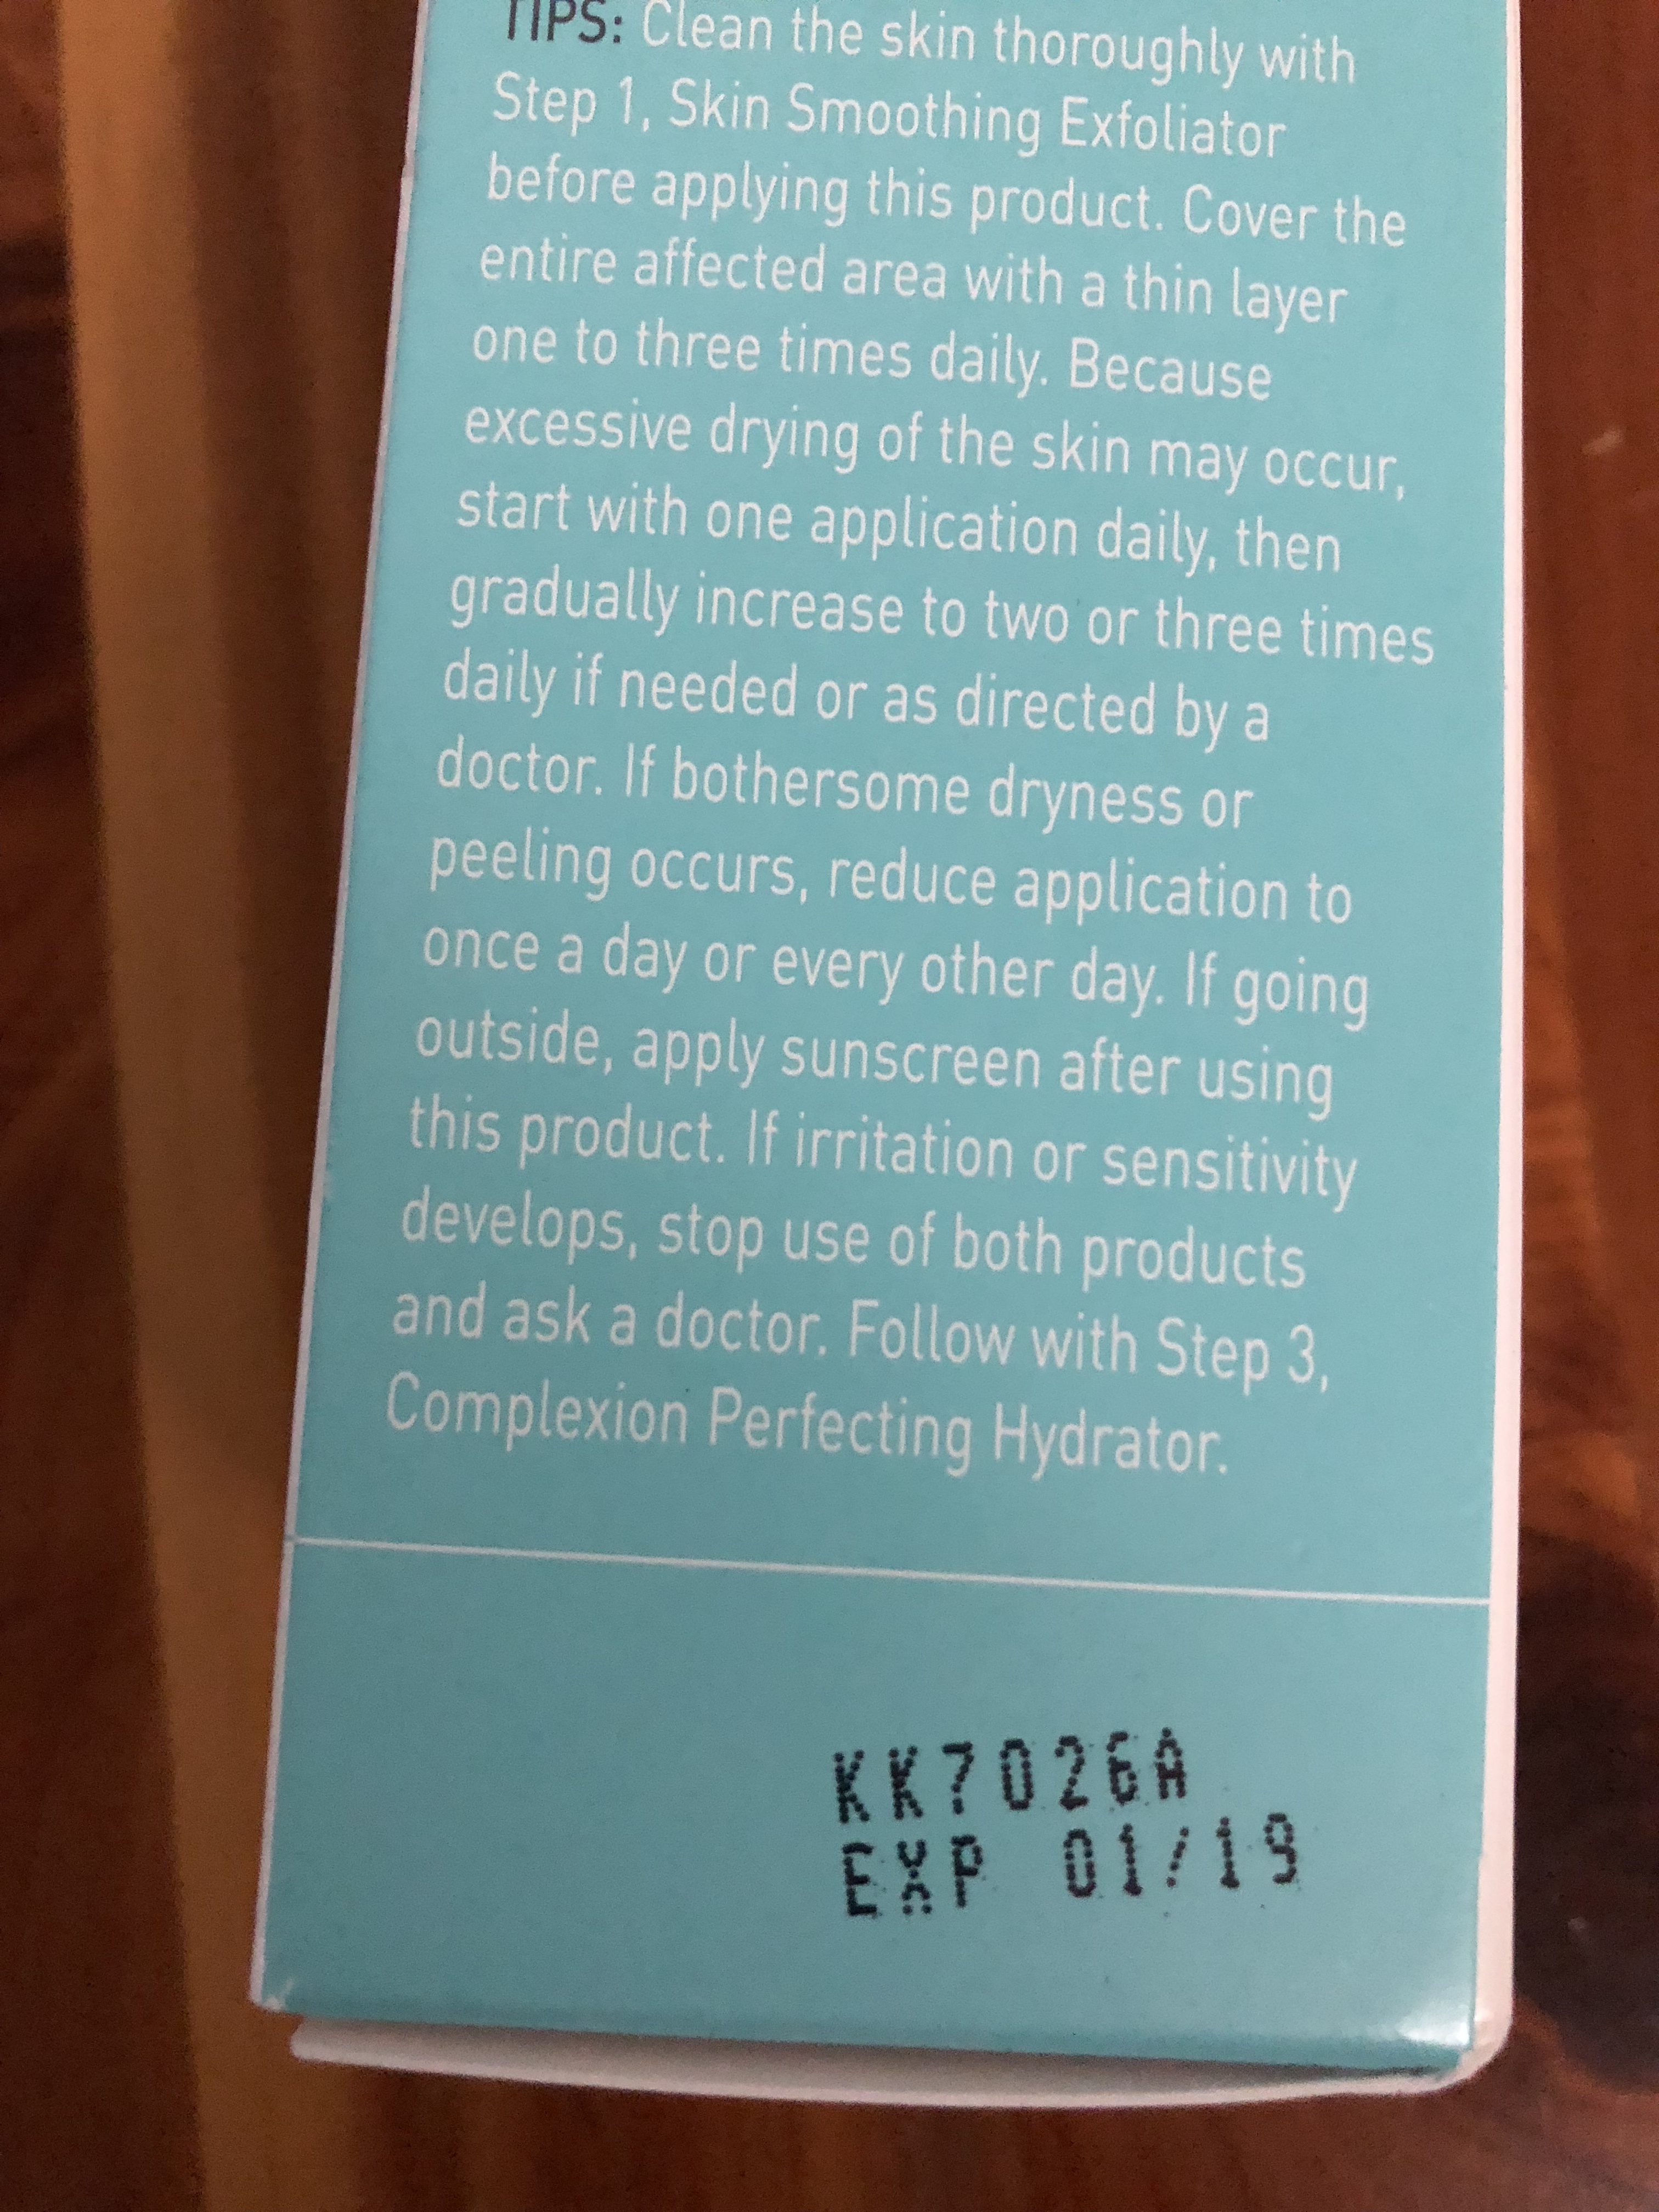 TIPS: Clean the skin thoroughly with
Step 1, Skin Smoothing Exfoliator
before applying this product. Cover the
entire affected area with a thin layer
one to three times daily. Because
excessive drying of the skin may occur,
start with one application daily, then
gradually increase to two or three times
daily if needed or as directed by a
doctor. If bothersome dryness or
peeling occurs, reduce application to
once a day or every other day. If going
outside, apply sunscreen after using
this product. If irritation or sensitivity
develops, stop use of both products
and ask a doctor. Follow with Step 3,
Complexion Perfecting Hydrator.
KK7026A
EXP 01/19